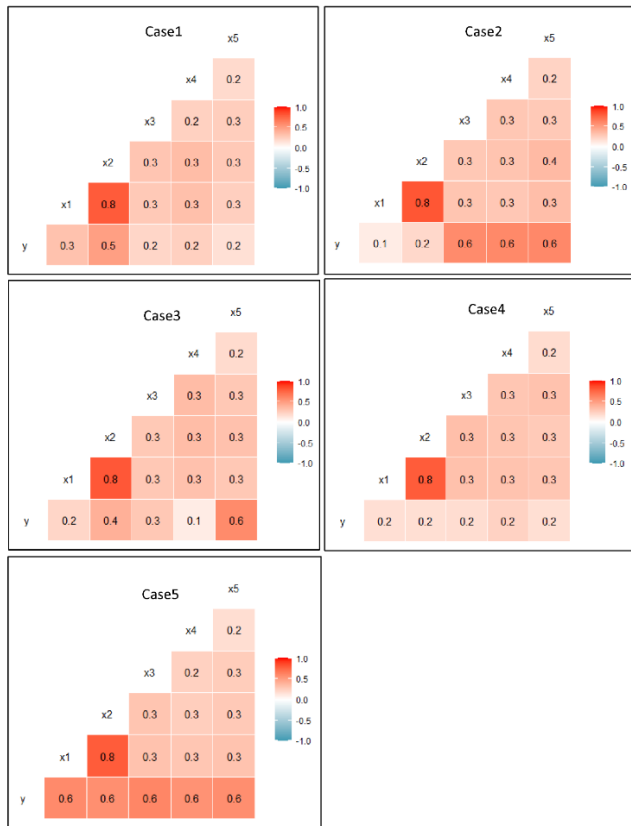 Case1
x5
x4 0.2
x3 0.2 0.3
x2 0.3 0.3 0.3
x1 0.8 0.3 0.3 0.3
y 0.3 0.5 0.2 0.2 0.2
1.0
0.5
0.0
-0.5
-1.0
Case2
x5
x4 0.2
x3 0.3 0.3
x2 0.3 0.3 0.4
x1 0.8 0.3 0.3 0.3
y 0.1 0.2 0.6 0.6 0.6
1.0
0.5
0.0
-0.5
-1.0
Case3
x5
x4 0.2
x3 0.3 0.3
x2 0.3 0.3 0.3
x1 0.8 0.3 0.3 0.3
y 0.2 0.4 0.3 0.1 0.6
1.0
0.5
0.0
-0.5
-1.0
Case4
x5
x4 0.2
x3 0.3 0.3
x2 0.3 0.3 0.3
x1 0.8 0.3 0.3 0.3
y 0.2 0.2 0.2 0.2 0.2
1.0
0.5
0.0
-0.5
-1.0
Case5
x5
x4 0.2
x3 0.2 0.3
x2 0.3 0.3 0.3
x1 0.8 0.3 0.3 0.3
y 0.6 0.6 0.6 0.6 0.6
1.0
0.5
0.0
-0.5
-1.0